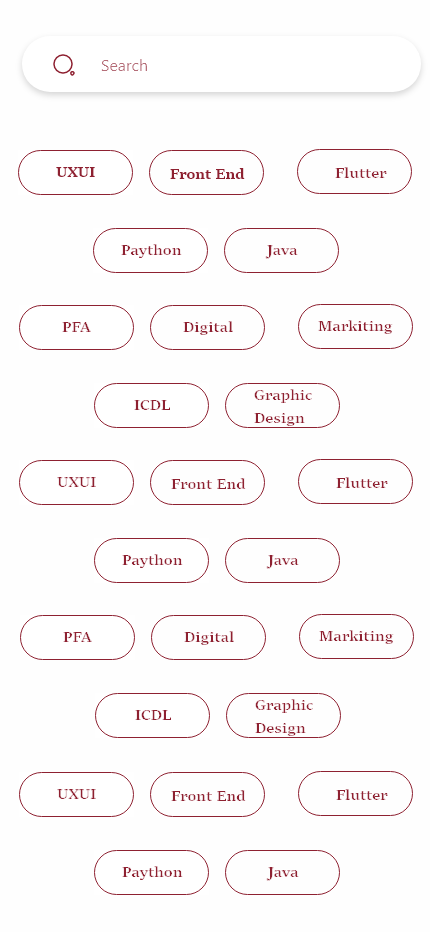 Search
UXUI
Front End
Flutter
Paython
Java
PFA
Digital
Markiting
ICDL
Graphic
Design
UXUI
Front End
Flutter
Paython
Java
PFA
Digital
Markiting
ICDL
Graphic
Design
UXUI
Front End
Flutter
Paython
Java